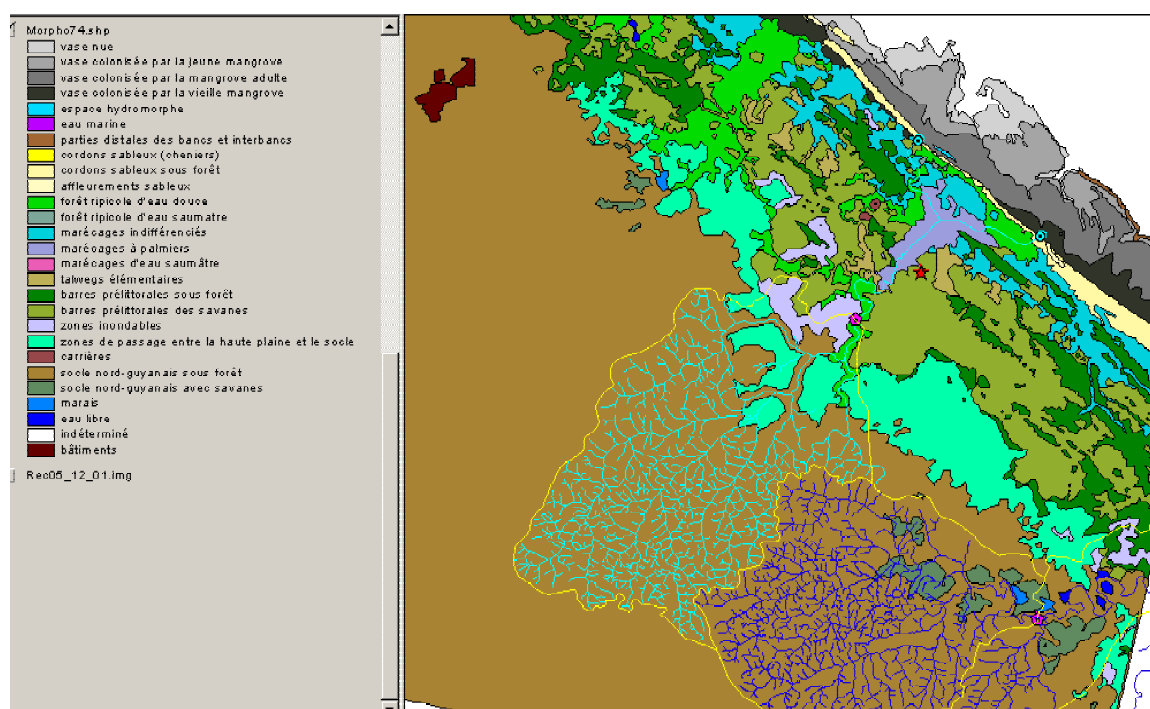 Morpho74.shp
vase nue
vase colonisée par la jeune mangrove
vase colonisée par la mangrove adulte
vase colonisée par la vieille mangrove
espace hydromorphe
eau marine
parties distales des bancs et interbancs
cordons sableux (cheniers)
cordons sableux sous forêt
affleurements sableux
forêt ripicole d'eau douce
forêt ripicole d'eau saumatre
marécages indifférenciés
marécages à palmiers
marécages d'eau saumâtre
talwegs élémentaires
barres prélittorales sous forêt
barres prélittorales des savanes
zones inondables
zones de passage entre la haute plaine et le socle
carrières
socle nord-guyanais sous forêt
socle nord-guyanais avec savanes
marais
eau libre
indéterminé
bâtiments
Rec05_12_01.img